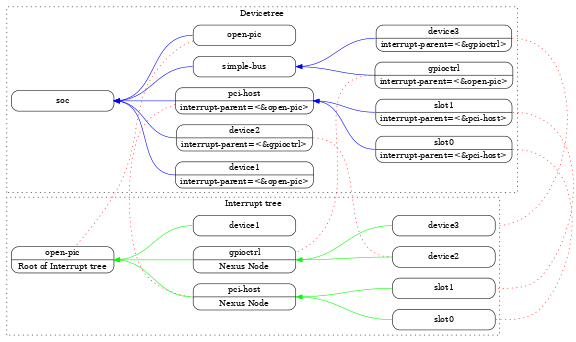 Devicetree
open-pic
simple-bus
soc
pci-host
interrupt-parent=<&open-pic>
device2
interrupt-parent=<&gpioctrl>
device1
interrupt-parent=<&open-pic>
device3
interrupt-parent=<&gpioctrl>
gpioctrl
interrupt-parent=<&open-pic>
slot1
interrupt-parent=<&pci-host>
slot0
interrupt-parent=<&pci-host>
Interrupt tree
open-pic
Root of Interrupt tree
device1
gpioctrl
Nexus Node
pci-host
Nexus Node
device3
device2
slot1
slot0